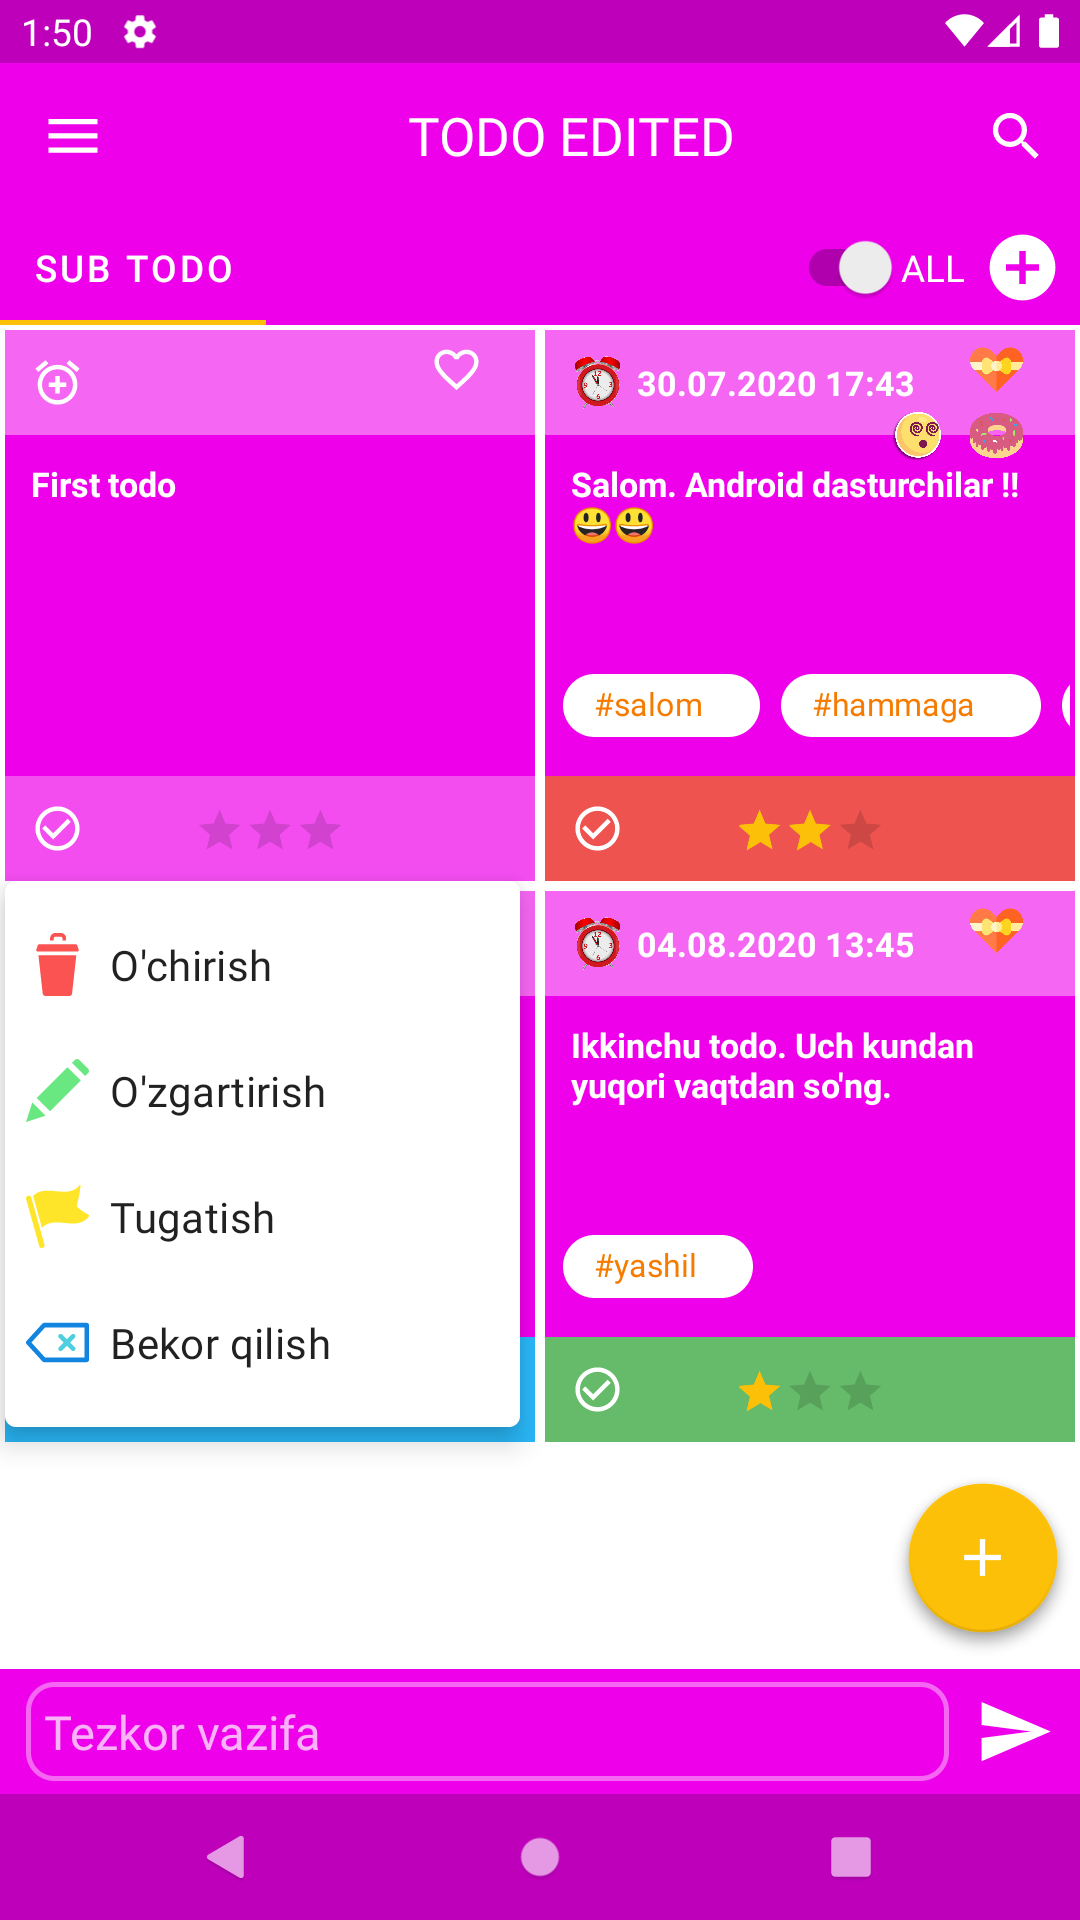 1:50
TODO EDITED
SUB TODO
ALL
First todo
30.07.2020 17:43
Salom. Android dasturchilar !!
😃😃
#salom
#hammaga
O'chirish
O'zgartirish
Tugatish
Bekor qilish
04.08.2020 13:45
Ikkinchu todo. Uch kundan
yuqori vaqtdan so'ng.
#yashil
Tezkor vazifa